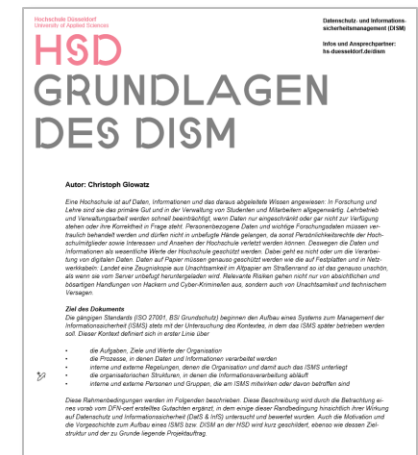 Hochschule Düsseldorf
University of Applied Sciences
HSD
Datenschutz- und Informations-
sicherheitsmanagement (DISM)
Infos und Ansprechpartner:
hs-duesseldorf.de/dism
GRUNDLAGEN
DES DISM
Autor: Christoph Glowatz
Eine Hochschule ist auf Daten, Informationen und das daraus abgeleitete Wissen angewiesen: In Forschung und
Lehre sind sie das primäre Gut und in der Verwaltung von Studenten und Mitarbeitern allgegenwärtig. Lehrbetrieb
und Verwaltungsarbeit werden schnell beeinträchtigt, wenn Daten nur eingeschränkt oder gar nicht zur Verfügung
stehen oder ihre Korrektheit in Frage steht. Personenbezogene Daten und wichtige Forschungsdaten müssen ver-
traulich behandelt werden und dürfen nicht in unbefugte Hände gelangen, da sonst Persönlichkeitsrechte der Hoch-
schulmitglieder sowie Interessen und Ansehen der Hochschule verletzt werden können. Deswegen die Daten und
Informationen als wesentliche Werte der Hochschule geschützt werden. Dabei geht es nicht oder um die Verarbei-
tung von digitalen Daten. Daten auf Papier müssen genauso geschützt werden wie die auf Festplatten und in Netz-
werkkabeln: Landet eine Zeugniskopie aus Unachtsamkeit im Altpapier am Straßenrand so ist das genauso unschön,
als wenn sie vom Server unbefugt heruntergeladen wird. Relevante Risiken gehen nicht nur von absichtlichen und
bösartigen Handlungen von Hackern und Cyber-Kriminellen aus, sondern auch von Unachtsamkeit und technischem
Versagen.
Ziel des Dokuments
Die gängigen Standards (ISO 27001, BSI Grundschutz) beginnen den Aufbau eines Systems zum Management der
Informationssicherheit (ISMS) stets mit der Untersuchung des Kontextes, in dem das ISMS später betrieben werden
soll. Dieser Kontext definiert sich in erster Linie über
• die Aufgaben, Ziele und Werte der Organisation
• die Prozesse, in denen Daten und Informationen verarbeitet werden
• interne und externe Regelungen, denen die Organisation und damit auch das ISMS unterliegt
• die organisatorischen Strukturen, in denen die Informationsverarbeitung abläuft
• interne und externe Personen und Gruppen, die am ISMS mitwirken oder davon betroffen sind
Diese Rahmenbedingungen werden im Folgenden beschrieben. Diese Beschreibung wird durch die Betrachtung ei-
nes vorab vom DFN-cert erstelltes Gutachten ergänzt, in dem einige dieser Randbedingung hinsichtlich ihrer Wirkung
auf Datenschutz und Informationssicherheit (DatS & InfS) untersucht und bewertet wurden. Auch die Motivation und
die Vorgeschichte zum Aufbau eines ISMS bzw. DISM an der HSD wird kurz geschildert, ebenso wie dessen Ziel-
struktur und der zu Grunde liegende Projektauftrag.